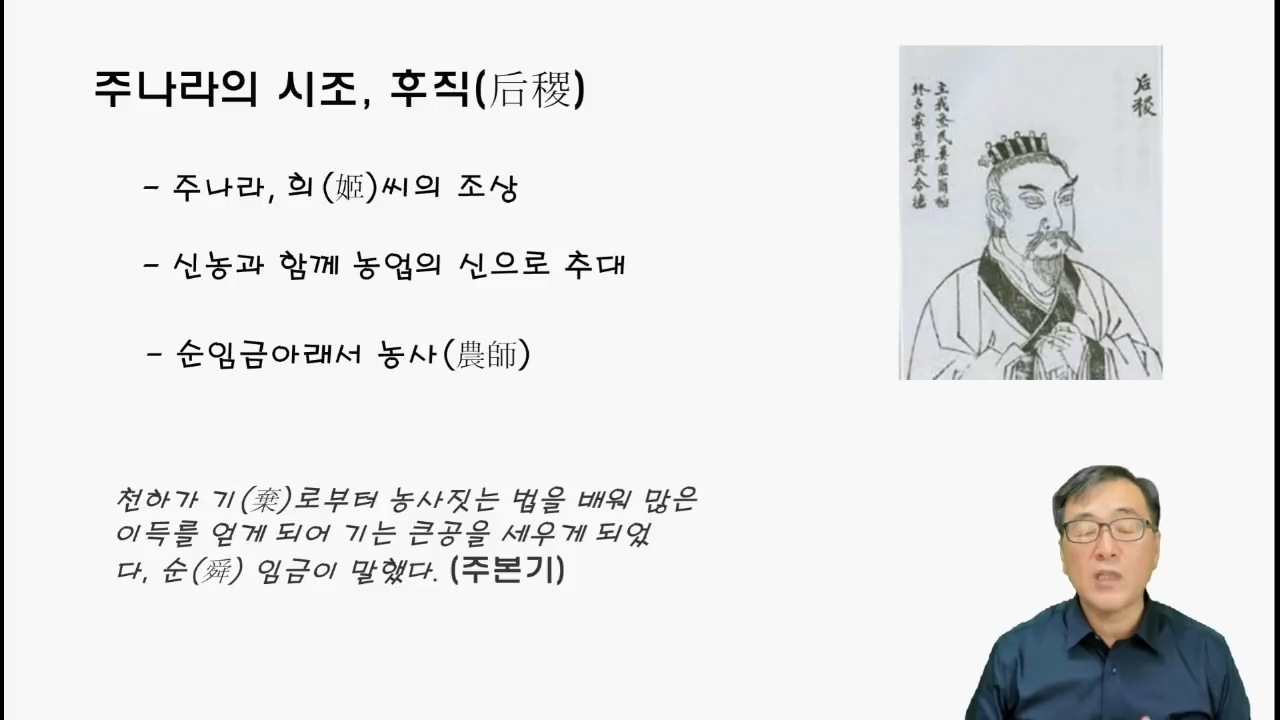 주나라의 시조, 후직(后稷)
- 주나라, 희(姬)씨의 조상
- 신농과 함께 농업의 신으로 추대
- 순임금아래서 농사(農師)
천하가 기(棄)로부터 농사짓는 법을 배워 많은
이득를 얻게 되어 기는 큰공을 세우게 되었
다. 순(舜) 임금이 말했다. (주본기)
后稷